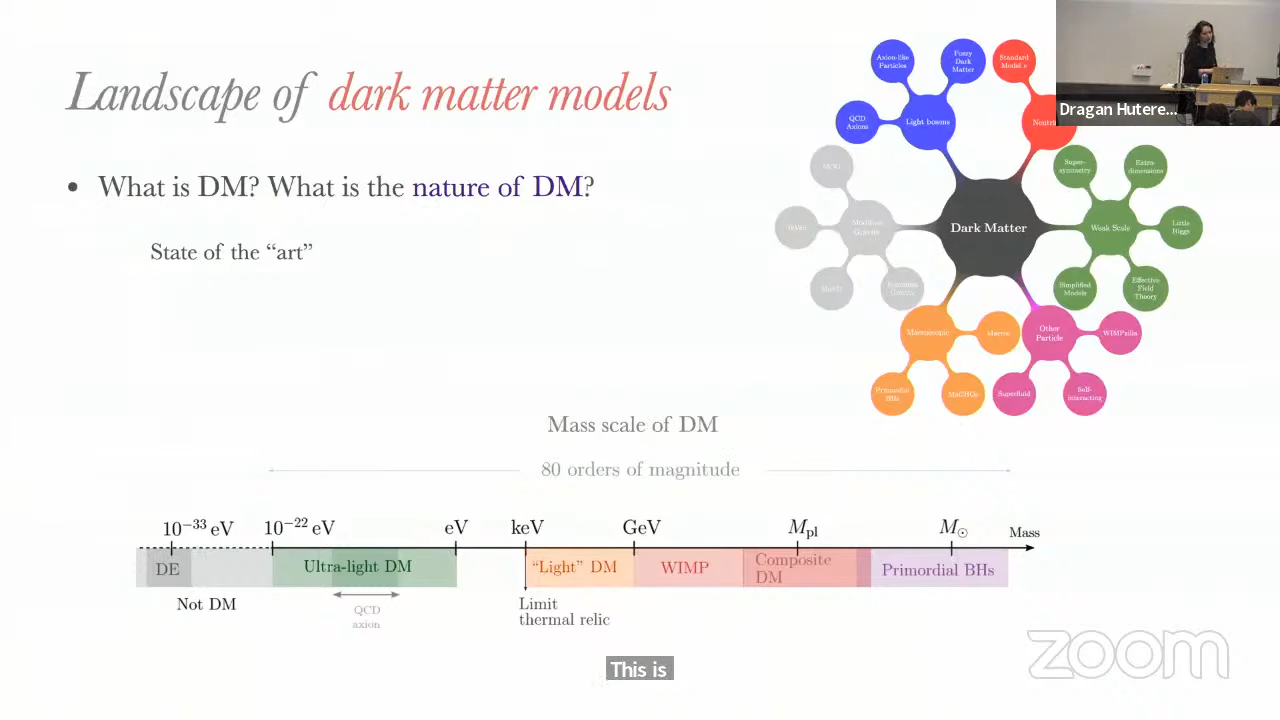 Landscape of dark matter models
Dragan Hutere...
• What is DM? What is the nature of DM?
State of the “art”
Axion-like
Particles
Fuzzy
Dark
Matter
Standard
Model ν
QCD
Axions
Light bosons
Super-
symmetry
Extra-
dimensions
Modified
Gravity
Dark Matter
Weak Scale
Little
Higgs
Simplified
Models
Effective
Field
Theory
Macroscopic
Macros
Other
Particle
WIMPzilla
Primordial
BHs
MaCHOs
Superfluid
Self-
interacting
Mass scale of DM
80 orders of magnitude
10⁻³³ eV
10⁻²² eV
eV
keV
GeV
Mpl
M☉
Mass
DE
Ultra-light DM
“Light” DM
WIMP
Composite
DM
Primordial BHs
Not DM
QCD
axion
Limit
thermal relic
This is
zoom